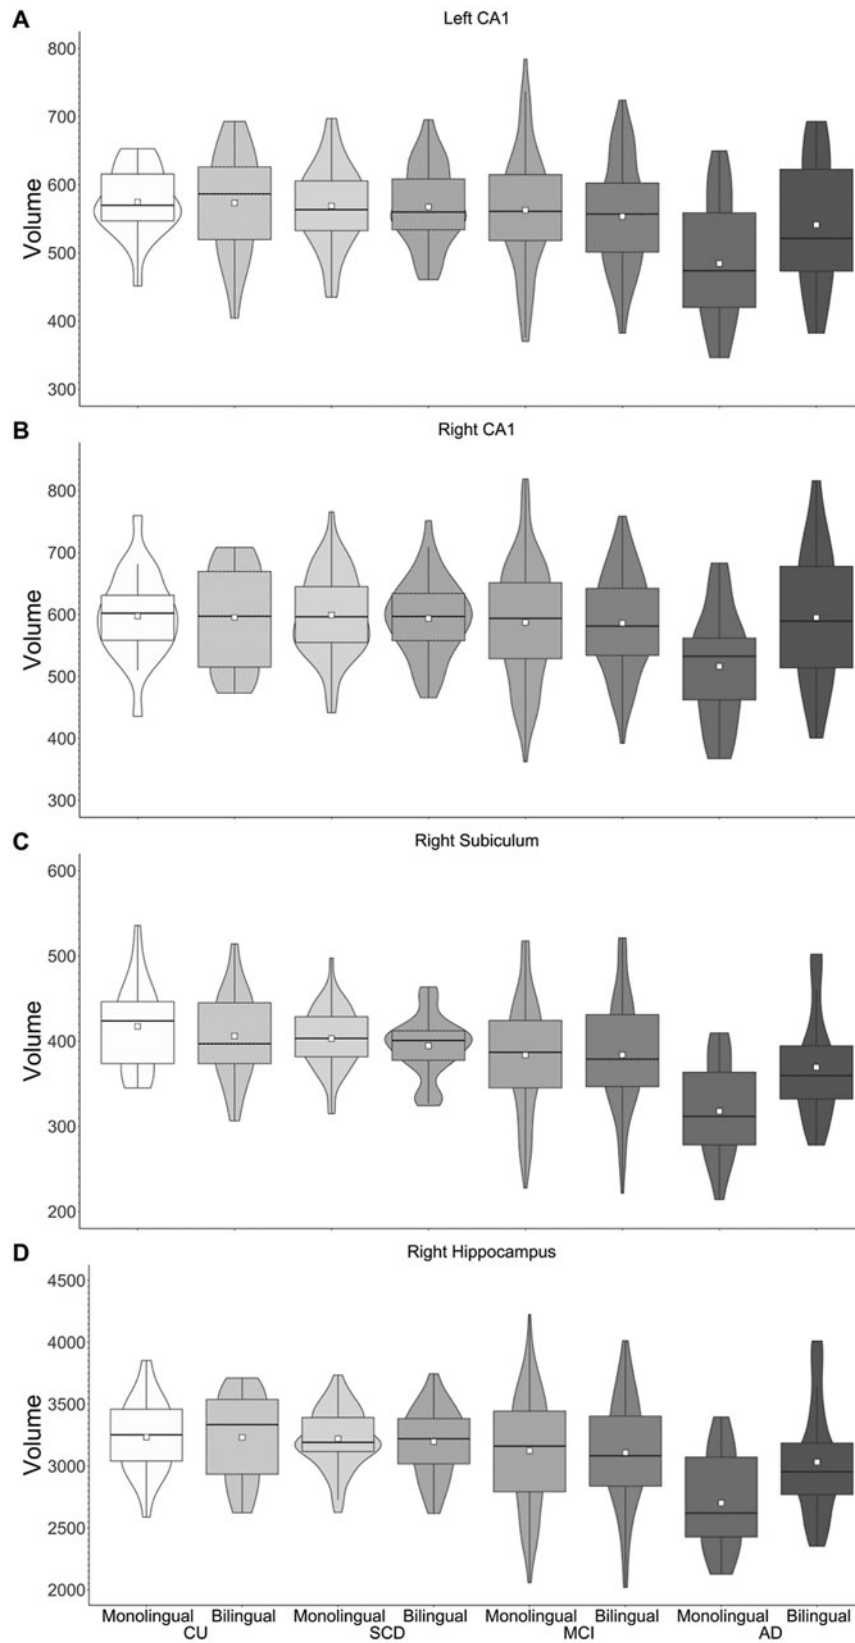 A
Left CA1
800
700
600
500
400
300
Volume
B
Right CA1
800
700
600
500
400
300
Volume
C
Right Subiculum
600
500
400
300
200
Volume
D
Right Hippocampus
4500
4000
3500
3000
2500
2000
Volume
Monolingual Bilingual Monolingual Bilingual Monolingual Bilingual Monolingual Bilingual
CU SCD MCI AD